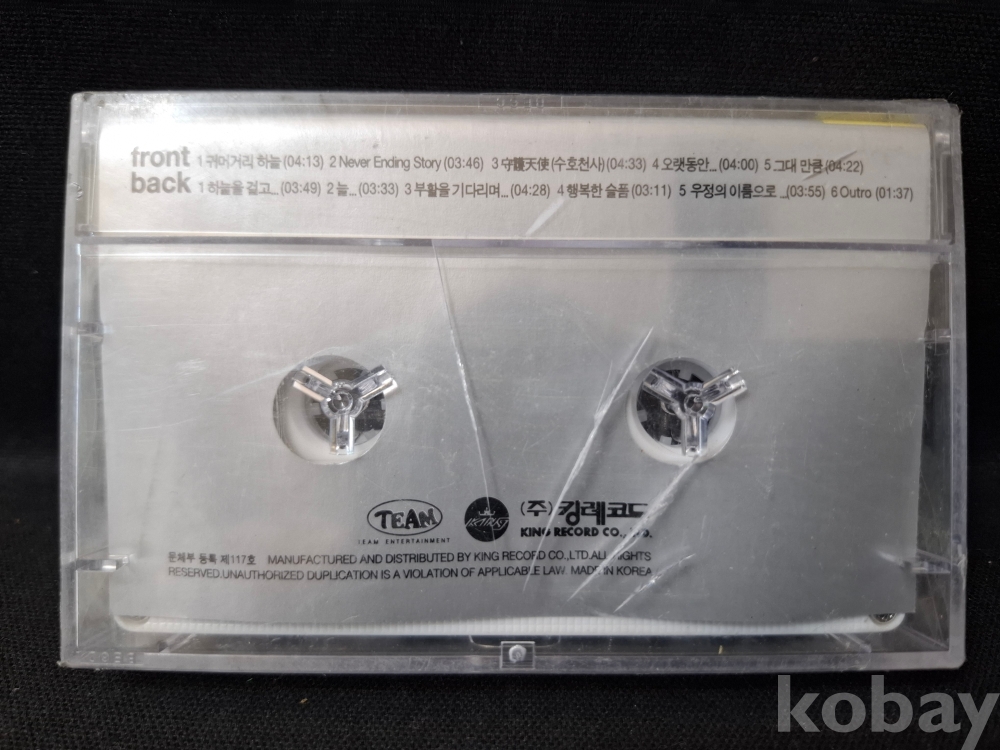 front 1 귀머거리 하늘 (04:13) 2 Never Ending Story (03:46) 3 守護天使(수호천사) (04:33) 4 오랫동안... (04:00) 5 그대 만큼 (04:22)
back 1 하늘을 걷고... (03:49) 2 늘... (03:33) 3 부활을 기다리며... (04:28) 4 행복한 슬픔 (03:11) 5 우정의 이름으로 ... (03:55) 6 Outro (01:37)
TEAM
TEAM ENTERTAINMENT
(주)킹레코드
KING RECORD CO., LTD.
문체부 등록 제117호 MANUFACTURED AND DISTRIBUTED BY KING RECORD CO.,LTD.ALL RIGHTS
RESERVED.UNAUTHORIZED DUPLICATION IS A VIOLATION OF APPLICABLE LAW. MADE IN KOREA
kobay